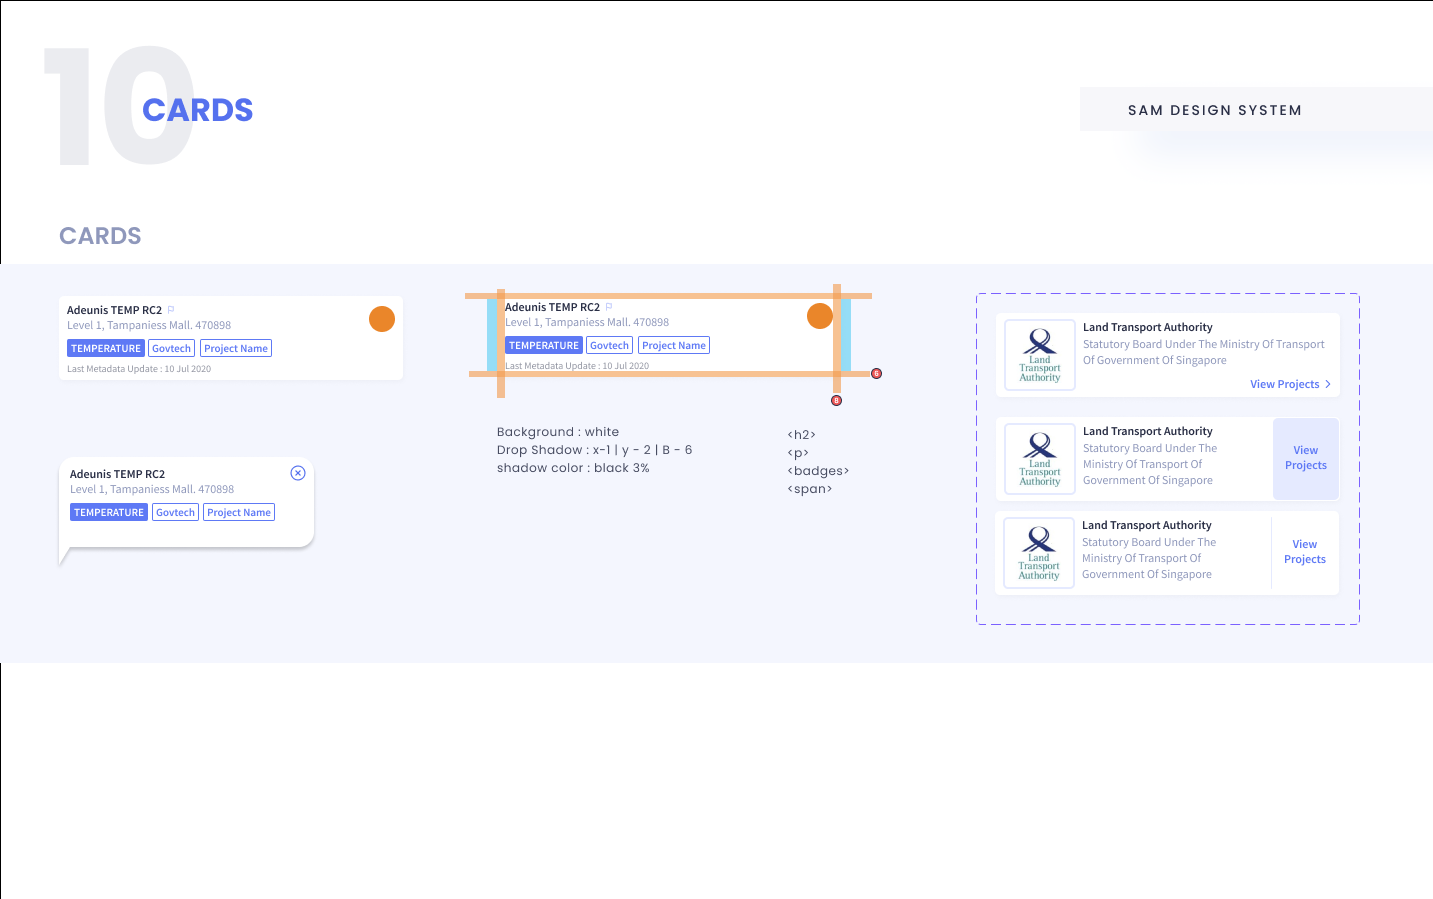 10
CARDS
SAM DESIGN SYSTEM
CARDS
Adeunis TEMP RC2
Level 1, Tampaniess Mall. 470898
TEMPERATURE Govtech Project Name
Last Metadata Update : 10 Jul 2020
Adeunis TEMP RC2
Level 1, Tampaniess Mall. 470898
TEMPERATURE Govtech Project Name
Adeunis TEMP RC2
Level 1, Tampaniess Mall. 470898
TEMPERATURE Govtech Project Name
Last Metadata Update : 10 Jul 2020
6
8
Background : white
Drop Shadow : x-1 | y - 2 | B - 6
shadow color : black 3%
<h2>
<p>
<badges>
<span>
Land
Transport
Authority
Land Transport Authority
Statutory Board Under The Ministry Of Transport
Of Government Of Singapore
View Projects
Land
Transport
Authority
Land Transport Authority
Statutory Board Under The
Ministry Of Transport Of
Government Of Singapore
View
Projects
Land
Transport
Authority
Land Transport Authority
Statutory Board Under The
Ministry Of Transport Of
Government Of Singapore
View
Projects